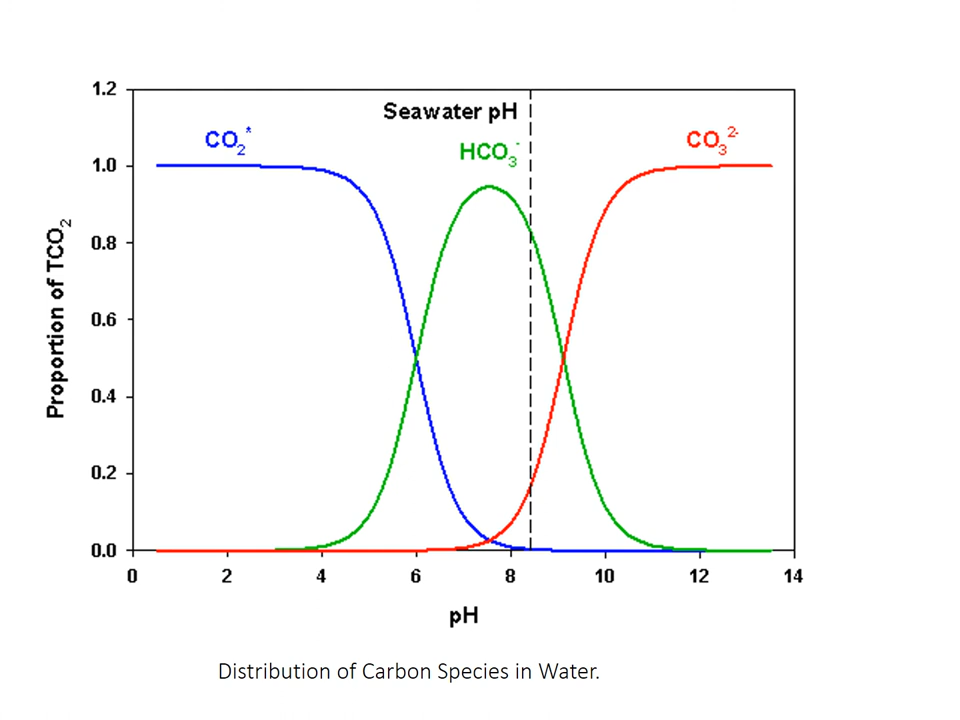 1.2
Seawater pH
CO₂*
HCO₃⁻
CO₃²⁻
1.0
0.8
0.6
0.4
0.2
0.0
Proportion of TCO₂
0 2 4 6 8 10 12 14
pH
Distribution of Carbon Species in Water.